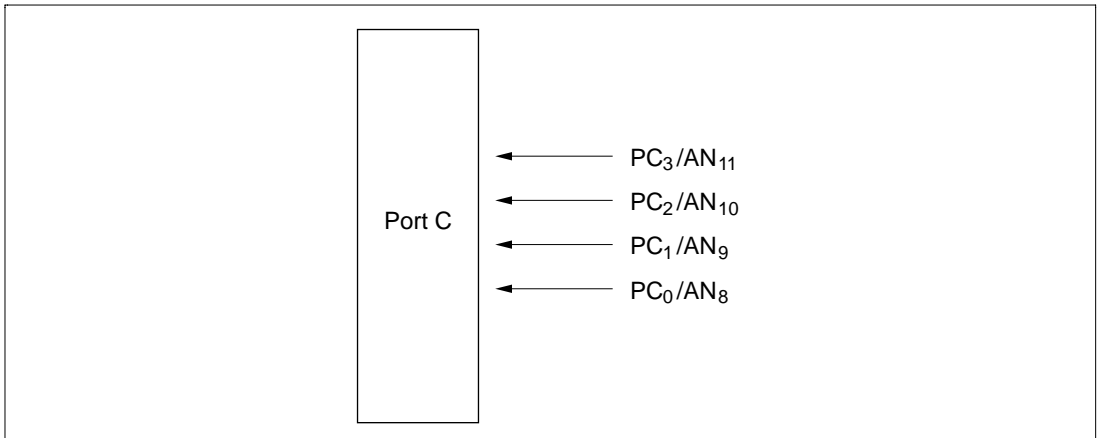 PC₃/AN₁₁
PC₂/AN₁₀
Port C
PC₁/AN₉
PC₀/AN₈